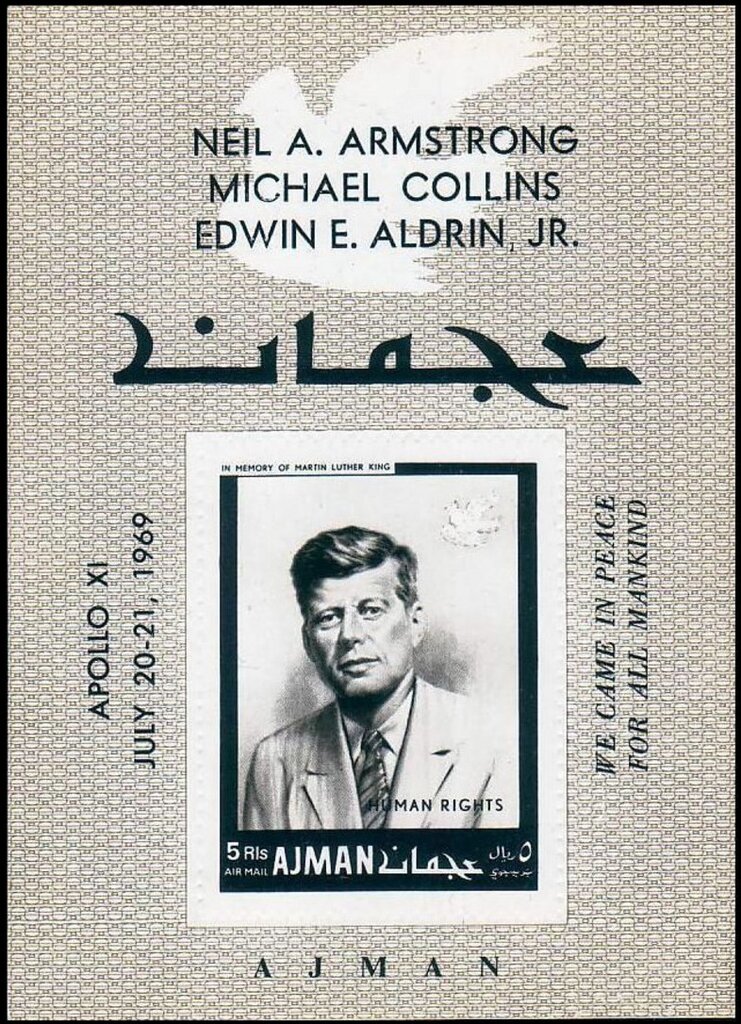 NEIL A. ARMSTRONG
MICHAEL COLLINS
EDWIN E. ALDRIN, JR.
عجمان
APOLLO XI
JULY 20-21, 1969
WE CAME IN PEACE
FOR ALL MANKIND
IN MEMORY OF MARTIN LUTHER KING
HUMAN RIGHTS
5 Rls AJMAN عجمان ريال ٥
AIR MAIL
AJMAN